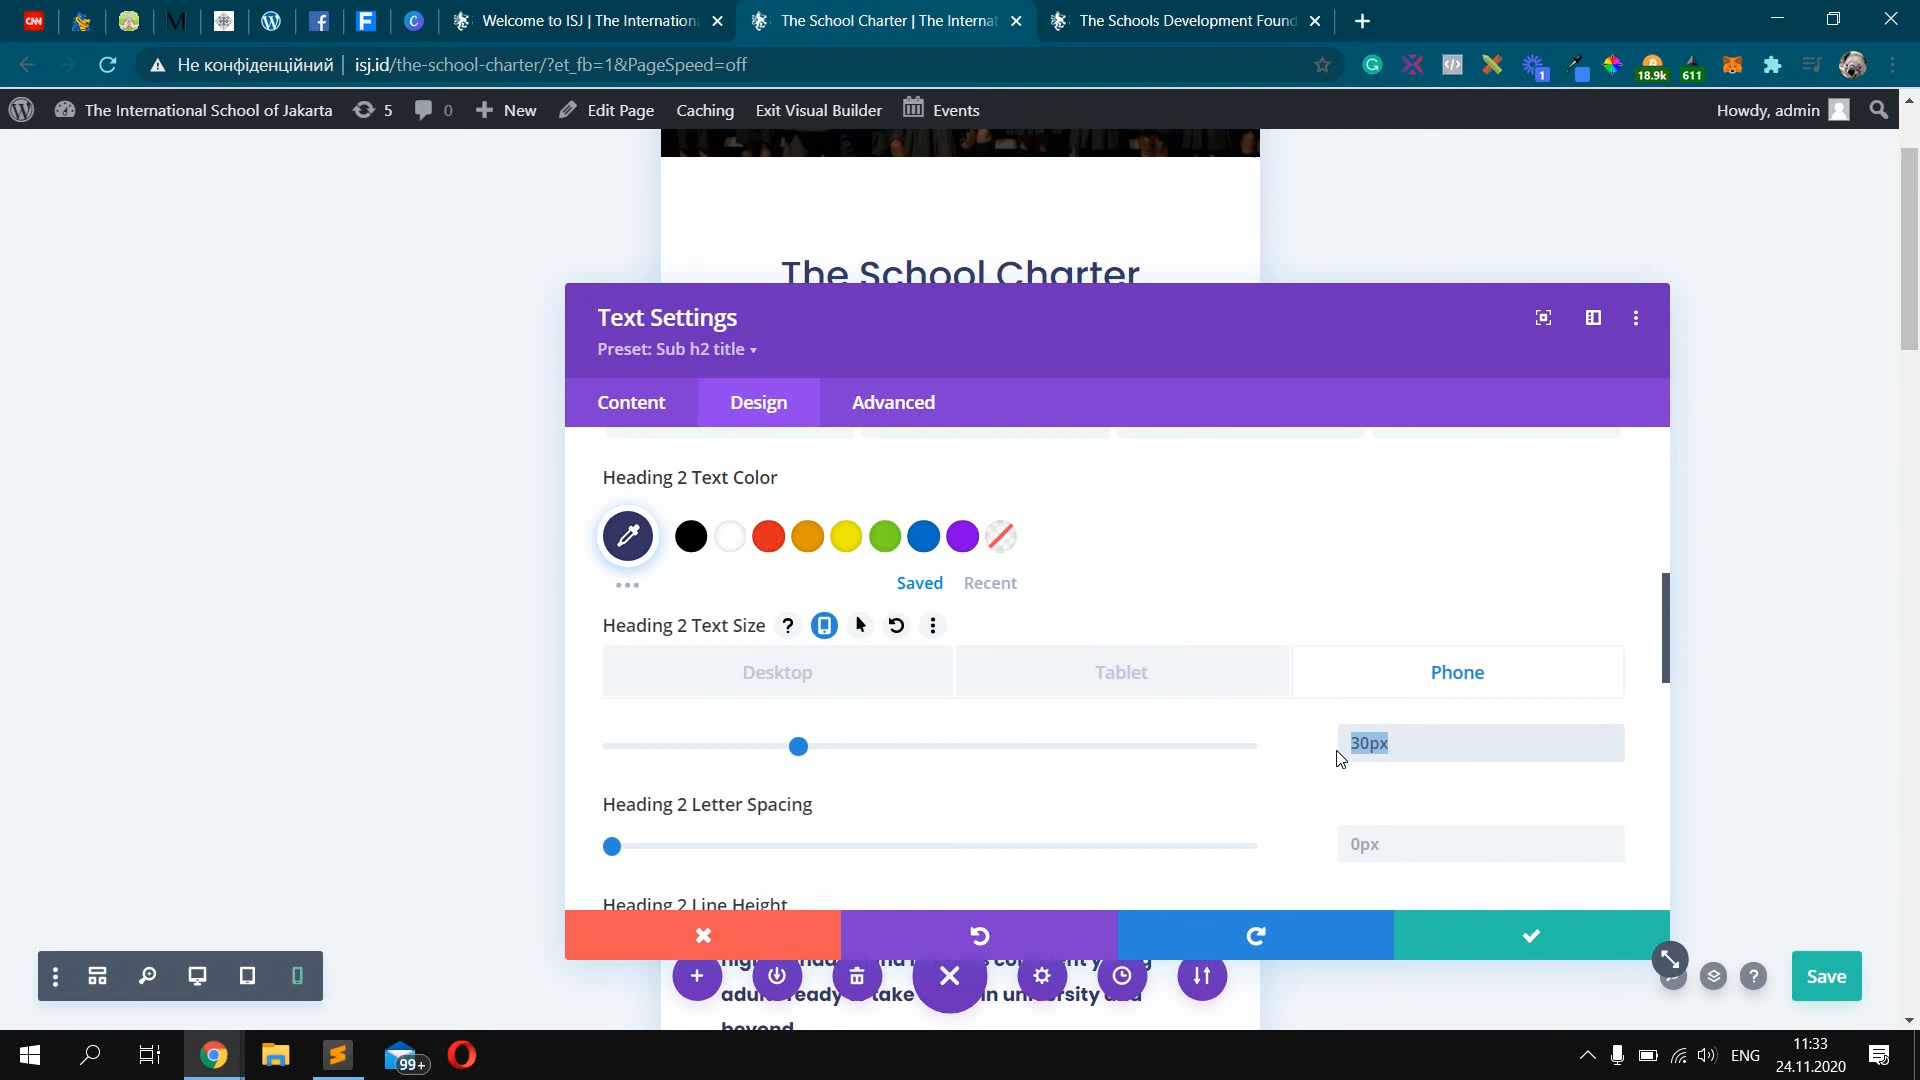 CNN
M
F
C
Welcome to ISJ | The Internation
The School Charter | The Internat
The Schools Development Found
Не конфіденційний
isj.id/the-school-charter/?et_fb=1&PageSpeed=off
1
18.9k
611
The International School of Jakarta
5
0
New
Edit Page
Caching
Exit Visual Builder
Events
Howdy, admin
The School Charter
Text Settings
Preset: Sub h2 title
Content
Design
Advanced
Heading 2 Text Color
Saved
Recent
Heading 2 Text Size
?
Desktop
Tablet
Phone
30px
Heading 2 Letter Spacing
0px
Heading 2 Line Height
?
Save
beyond
99+
ENG
11:33
24.11.2020